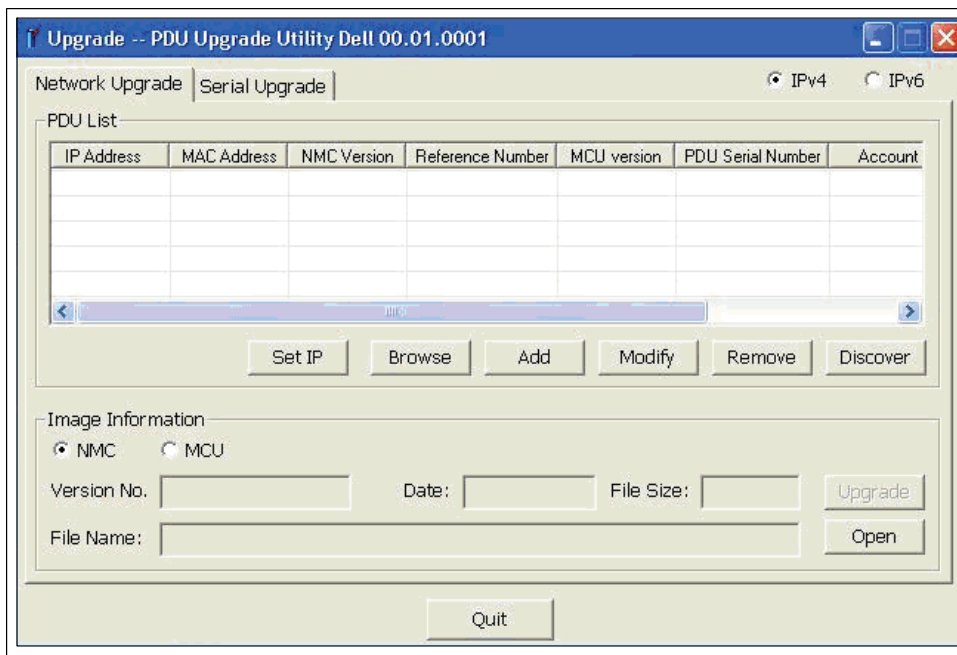 Upgrade -- PDU Upgrade Utility Dell 00.01.0001
Network Upgrade Serial Upgrade IPv4 IPv6
PDU List
IP Address MAC Address NMC Version Reference Number MCU version PDU Serial Number Account
Set IP Browse Add Modify Remove Discover
Image Information
NMC MCU
Version No. Date: File Size: Upgrade
File Name: Open
Quit